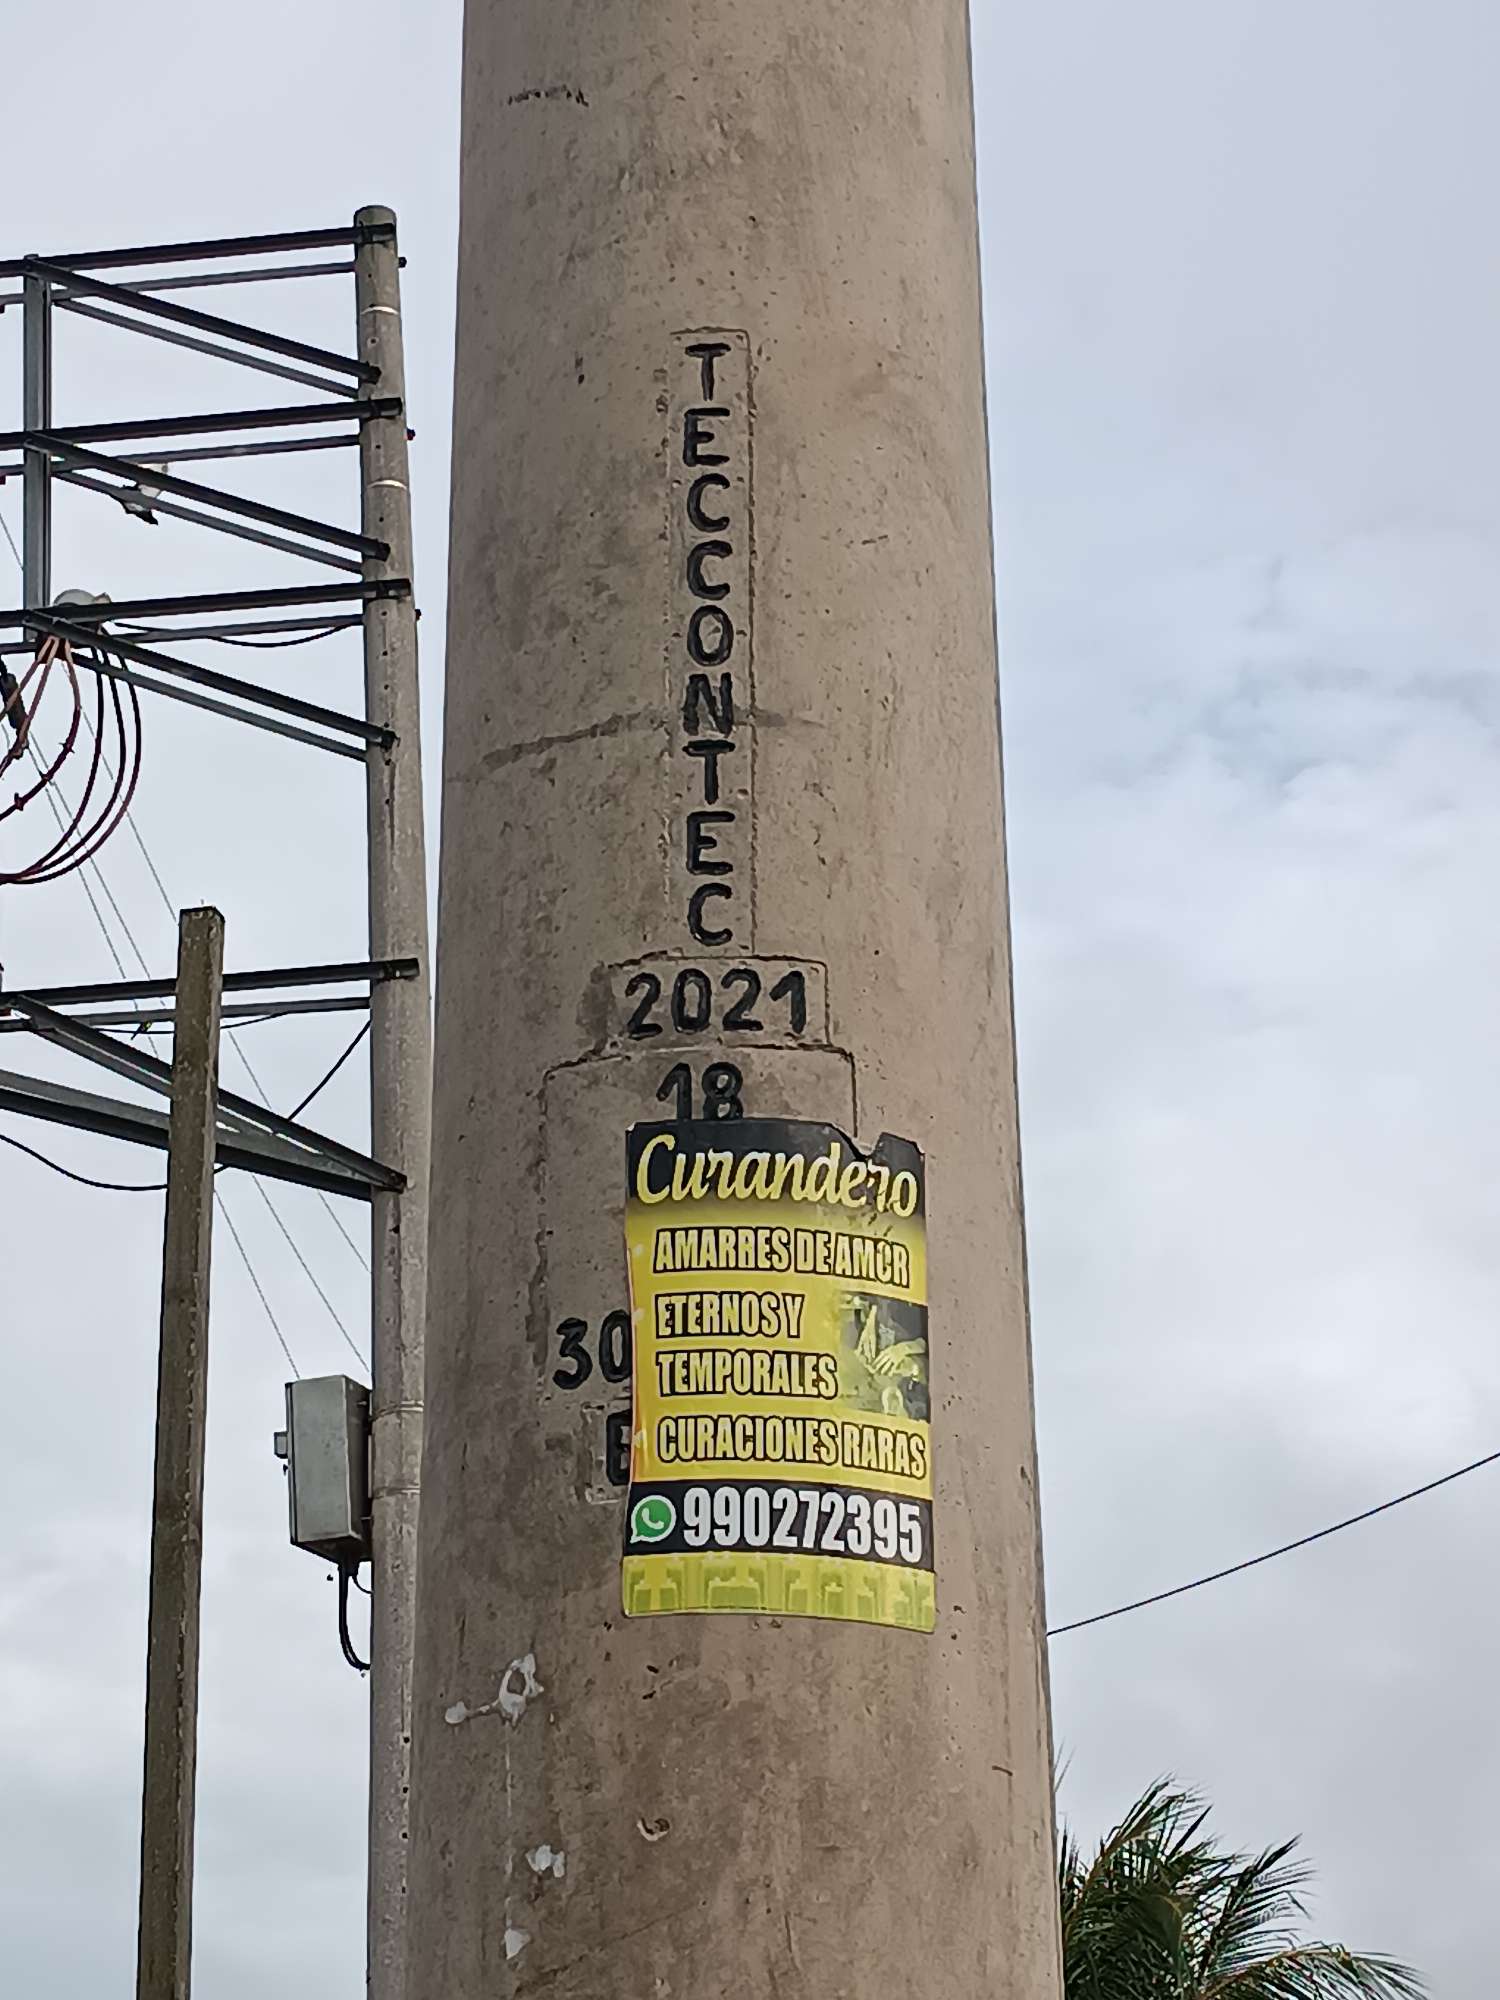 TECCONTEC
2021
18
Curandero
AMARRES DE AMOR
ETERNOS Y
TEMPORALES
CURACIONES RARAS
990272395
30